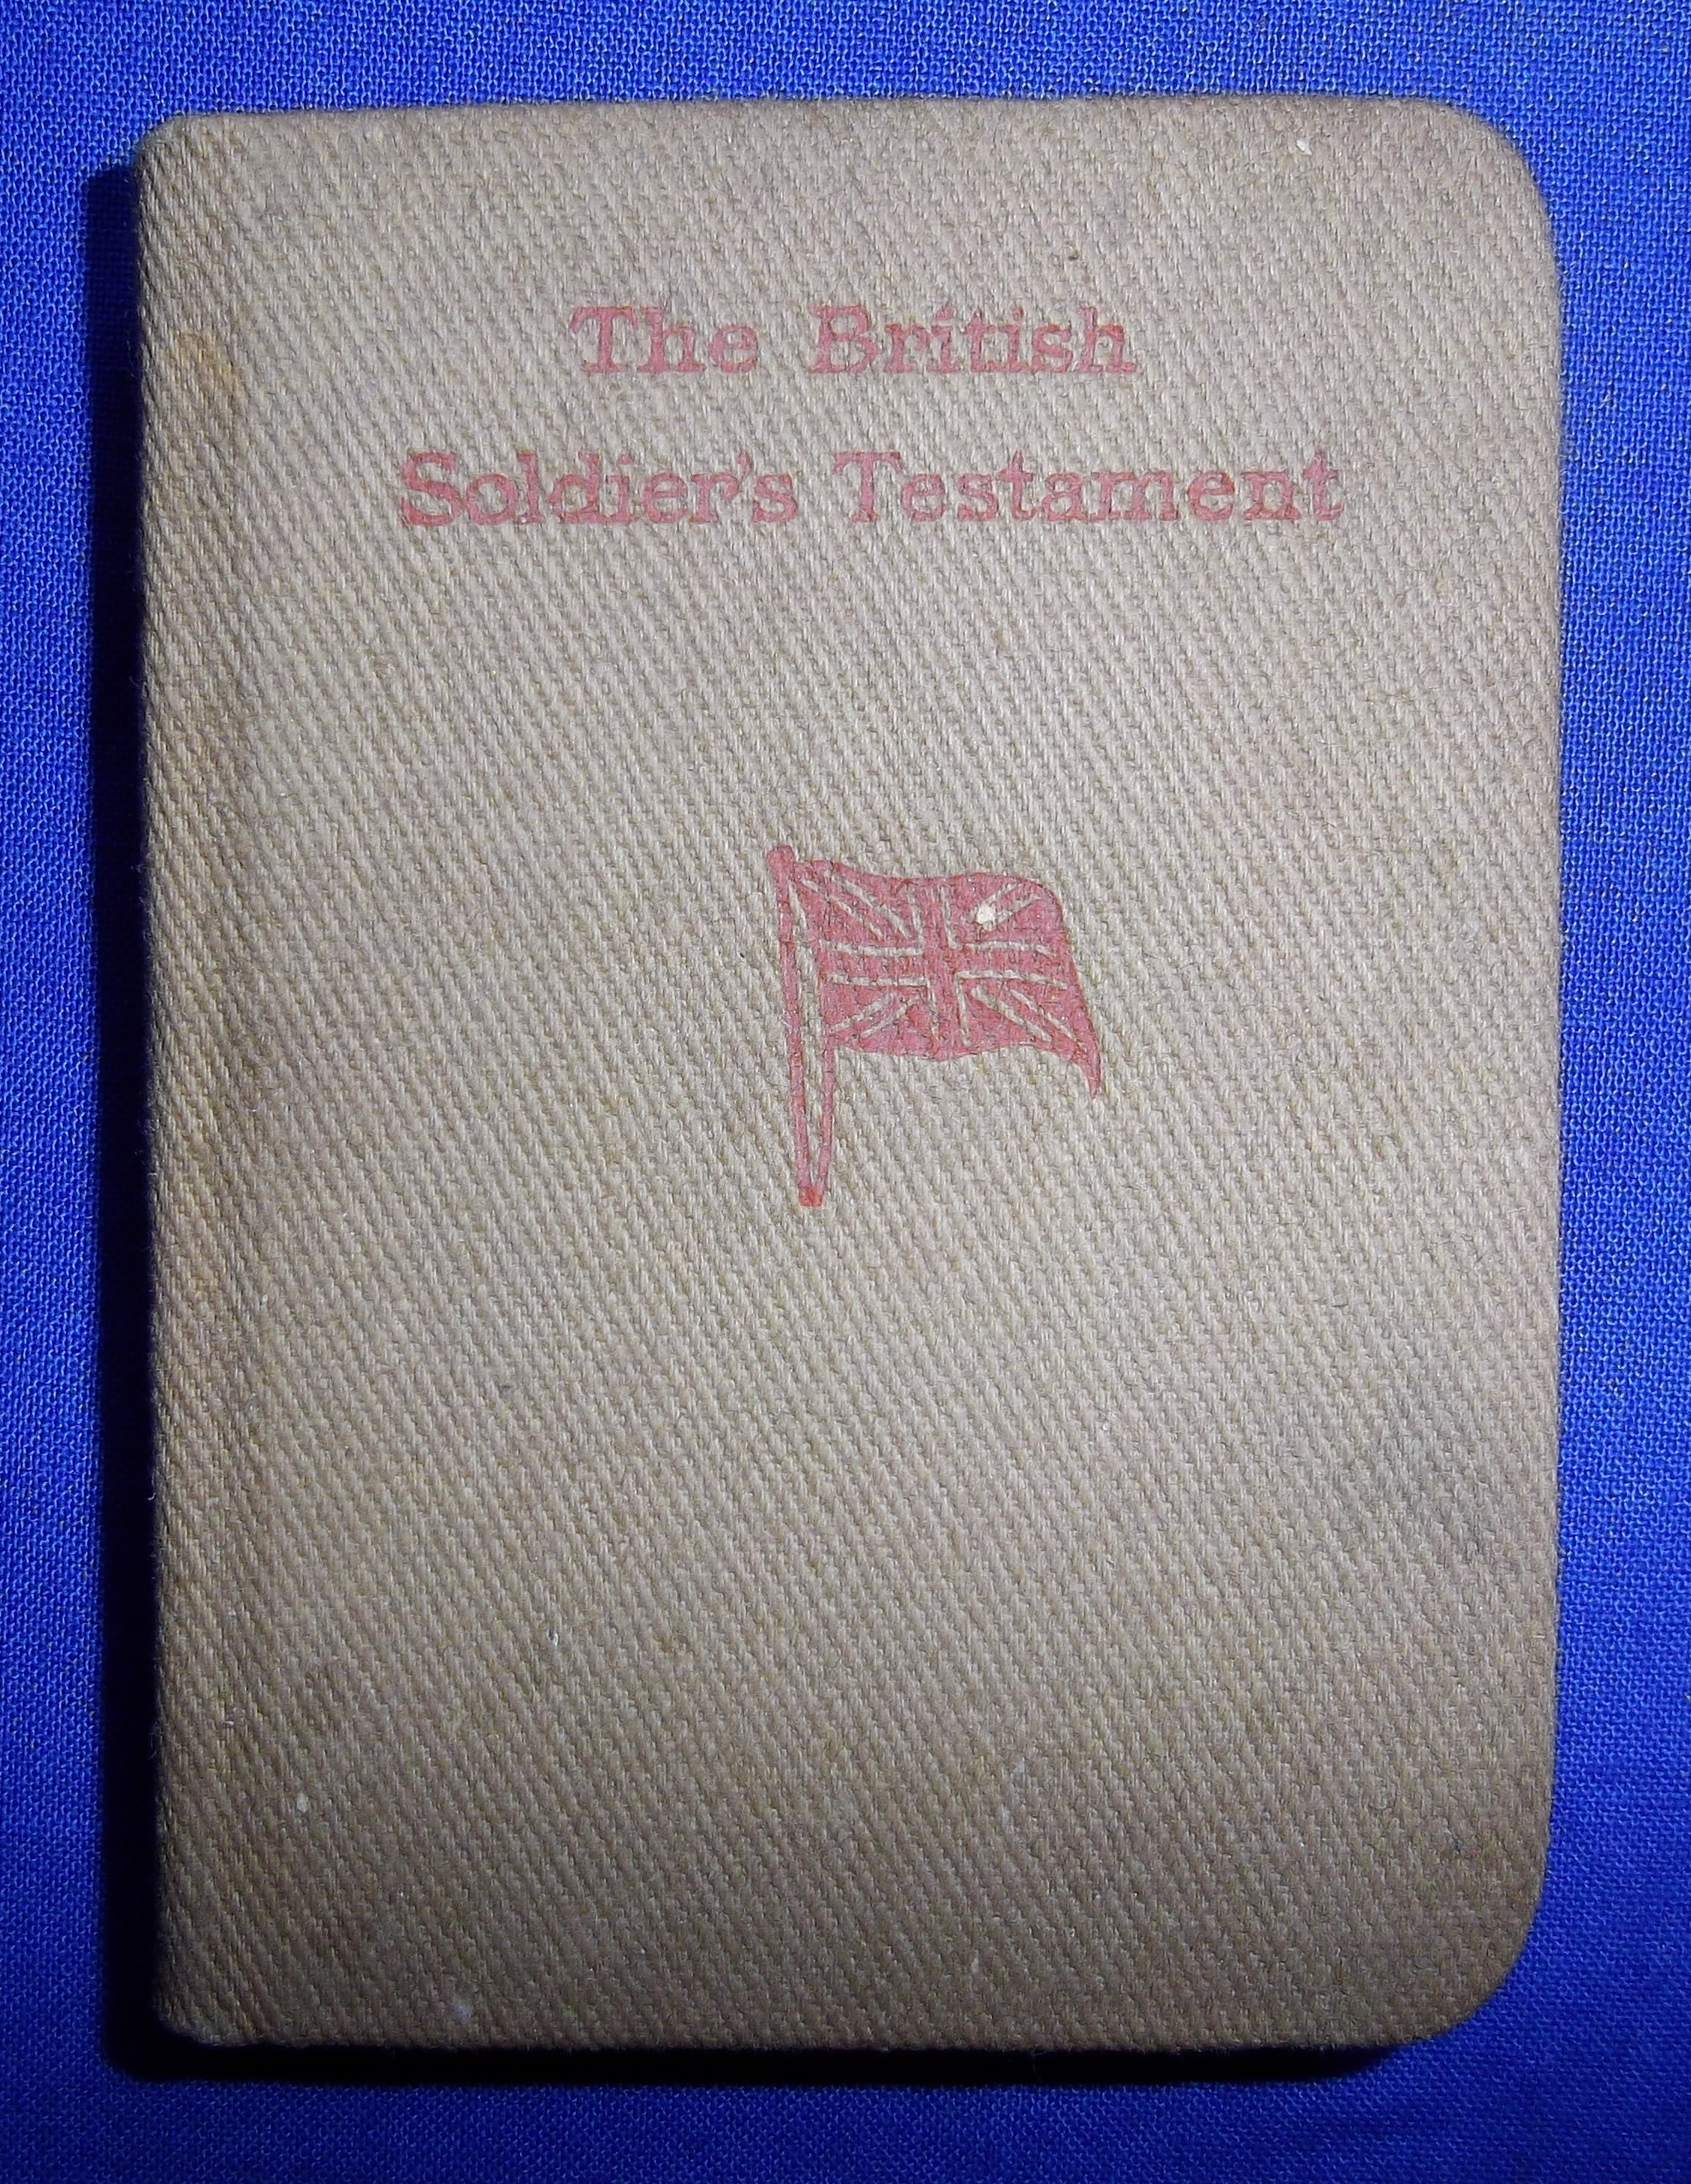 The British
Soldier's Testament